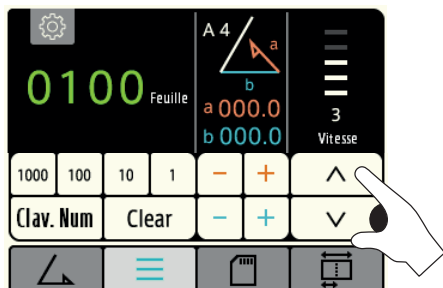 A 4
a
b
0100 Feuille
a 000.0
b 000.0
3
Vitesse
1000 100 10 1 - +
Clav. Num Clear - +